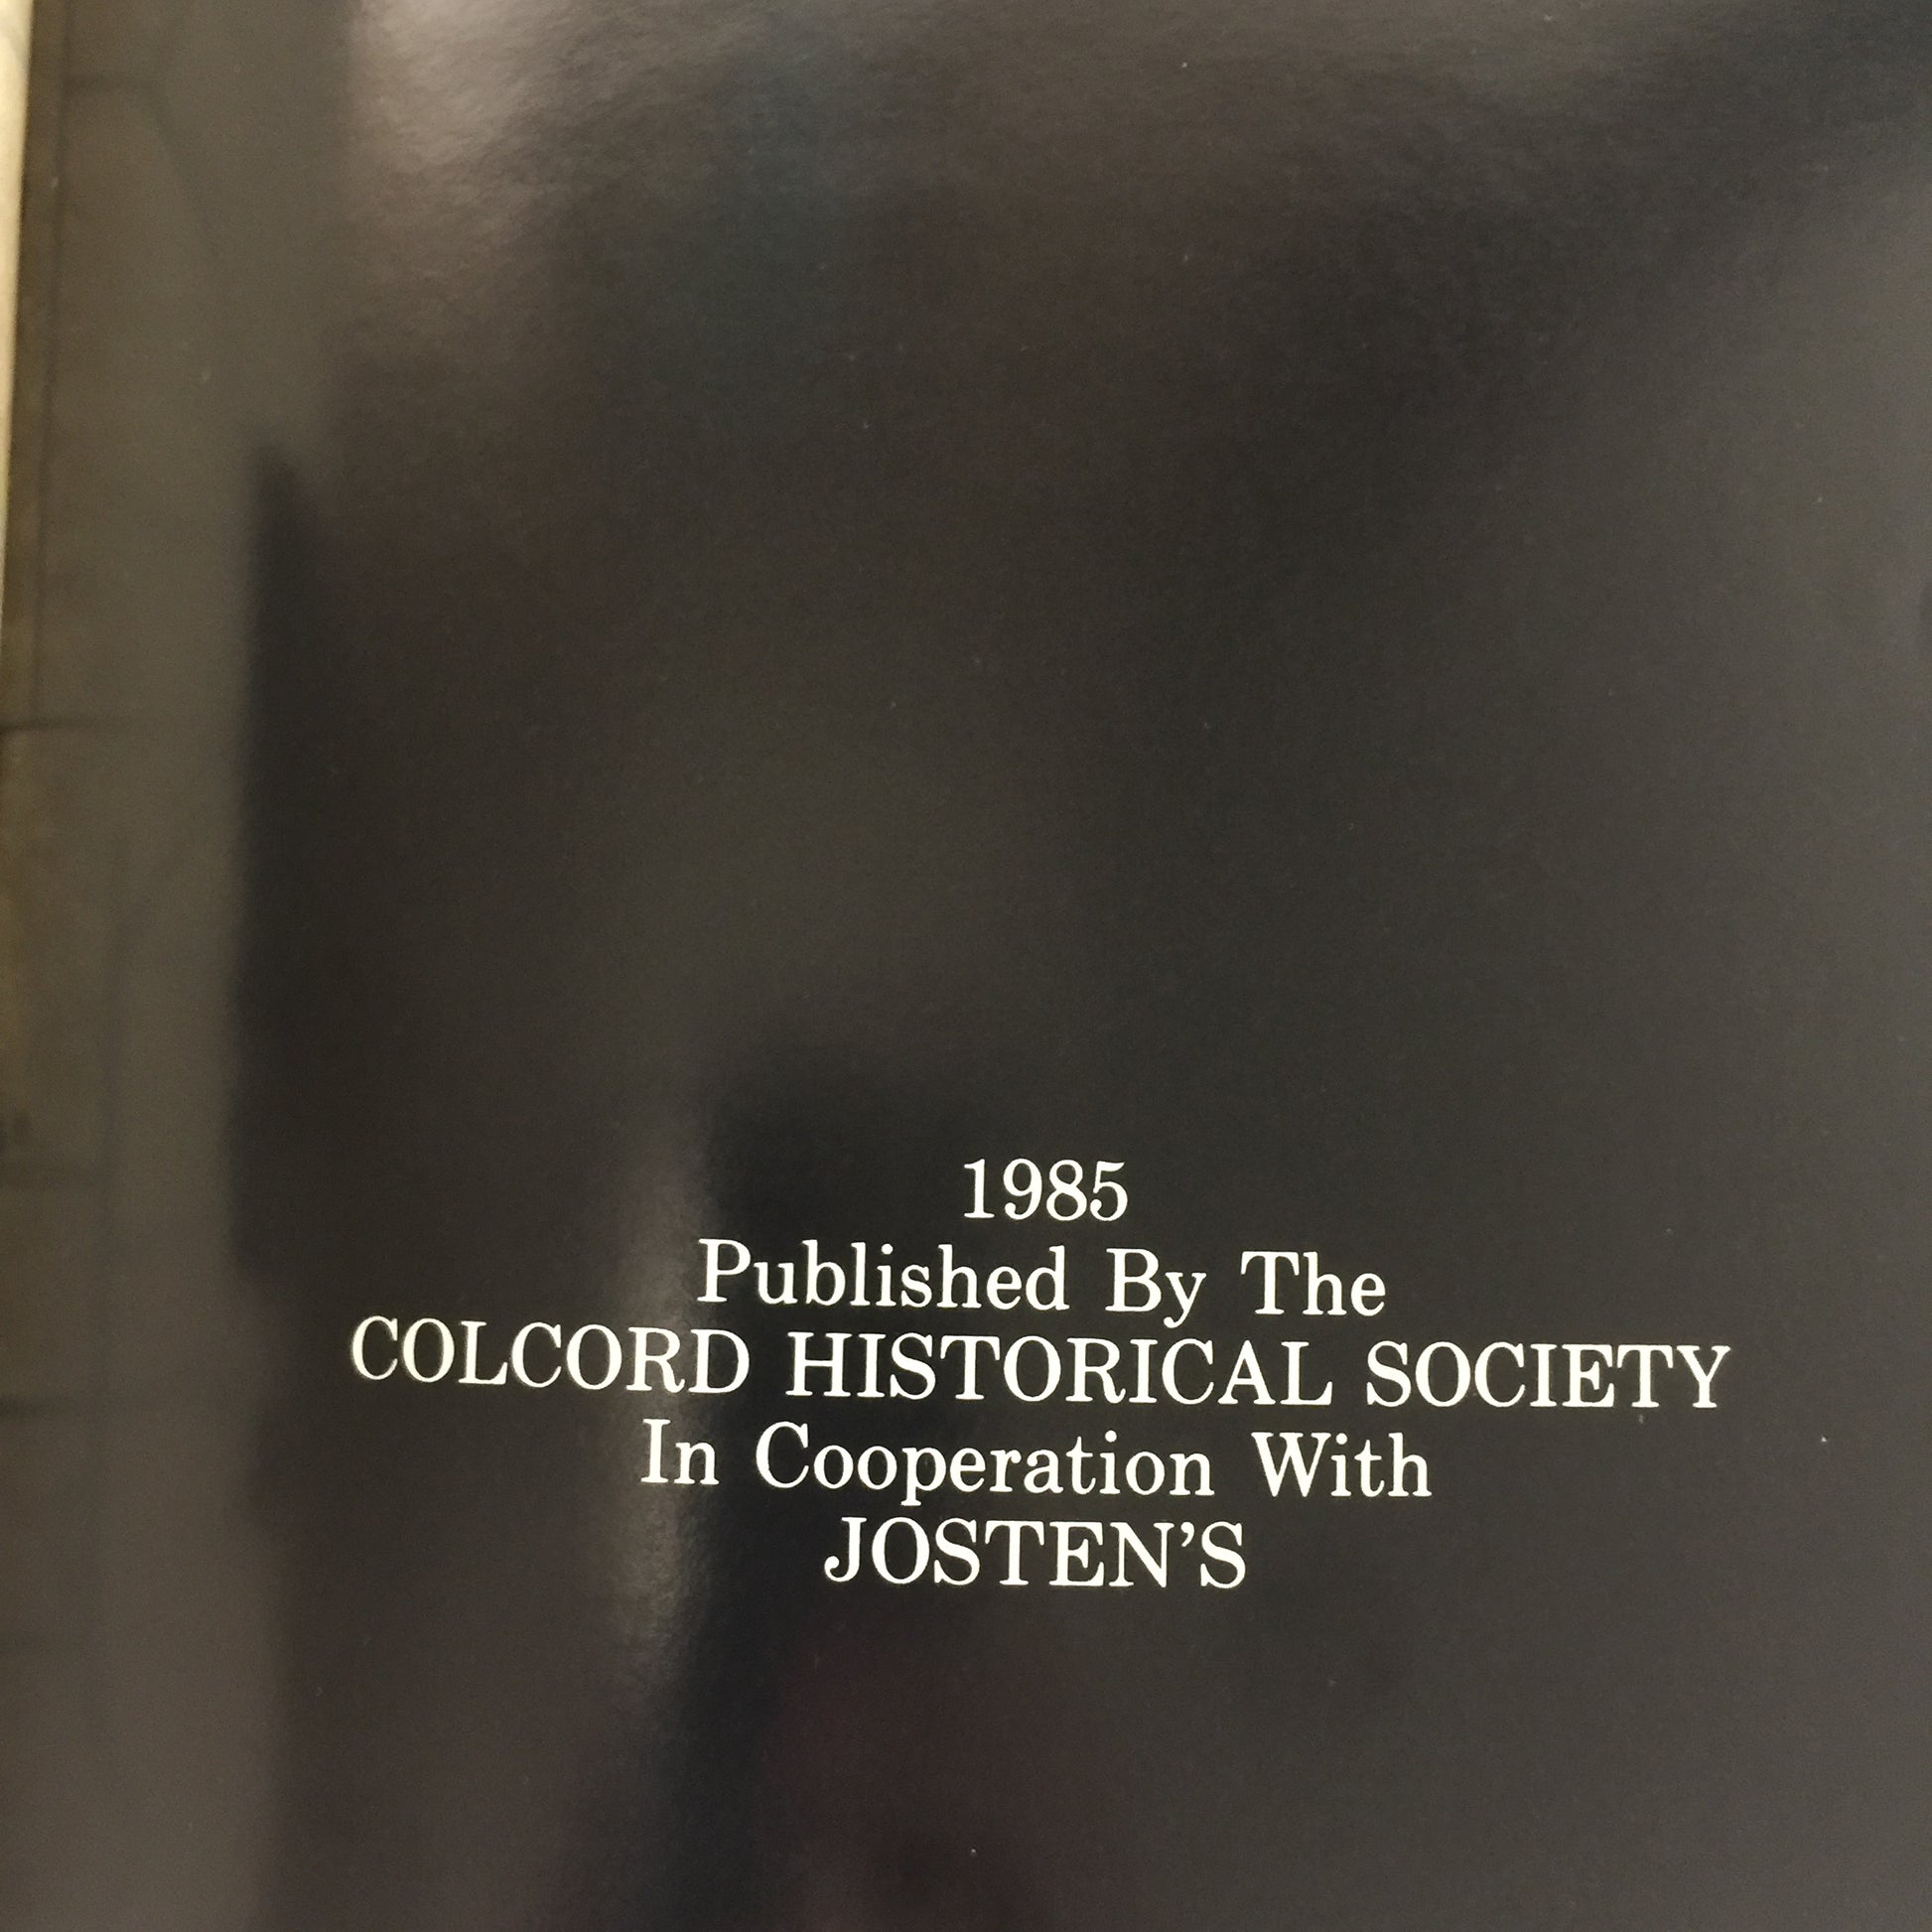 1985
Published By The
COLCORD HISTORICAL SOCIETY
In Cooperation With
JOSTEN'S